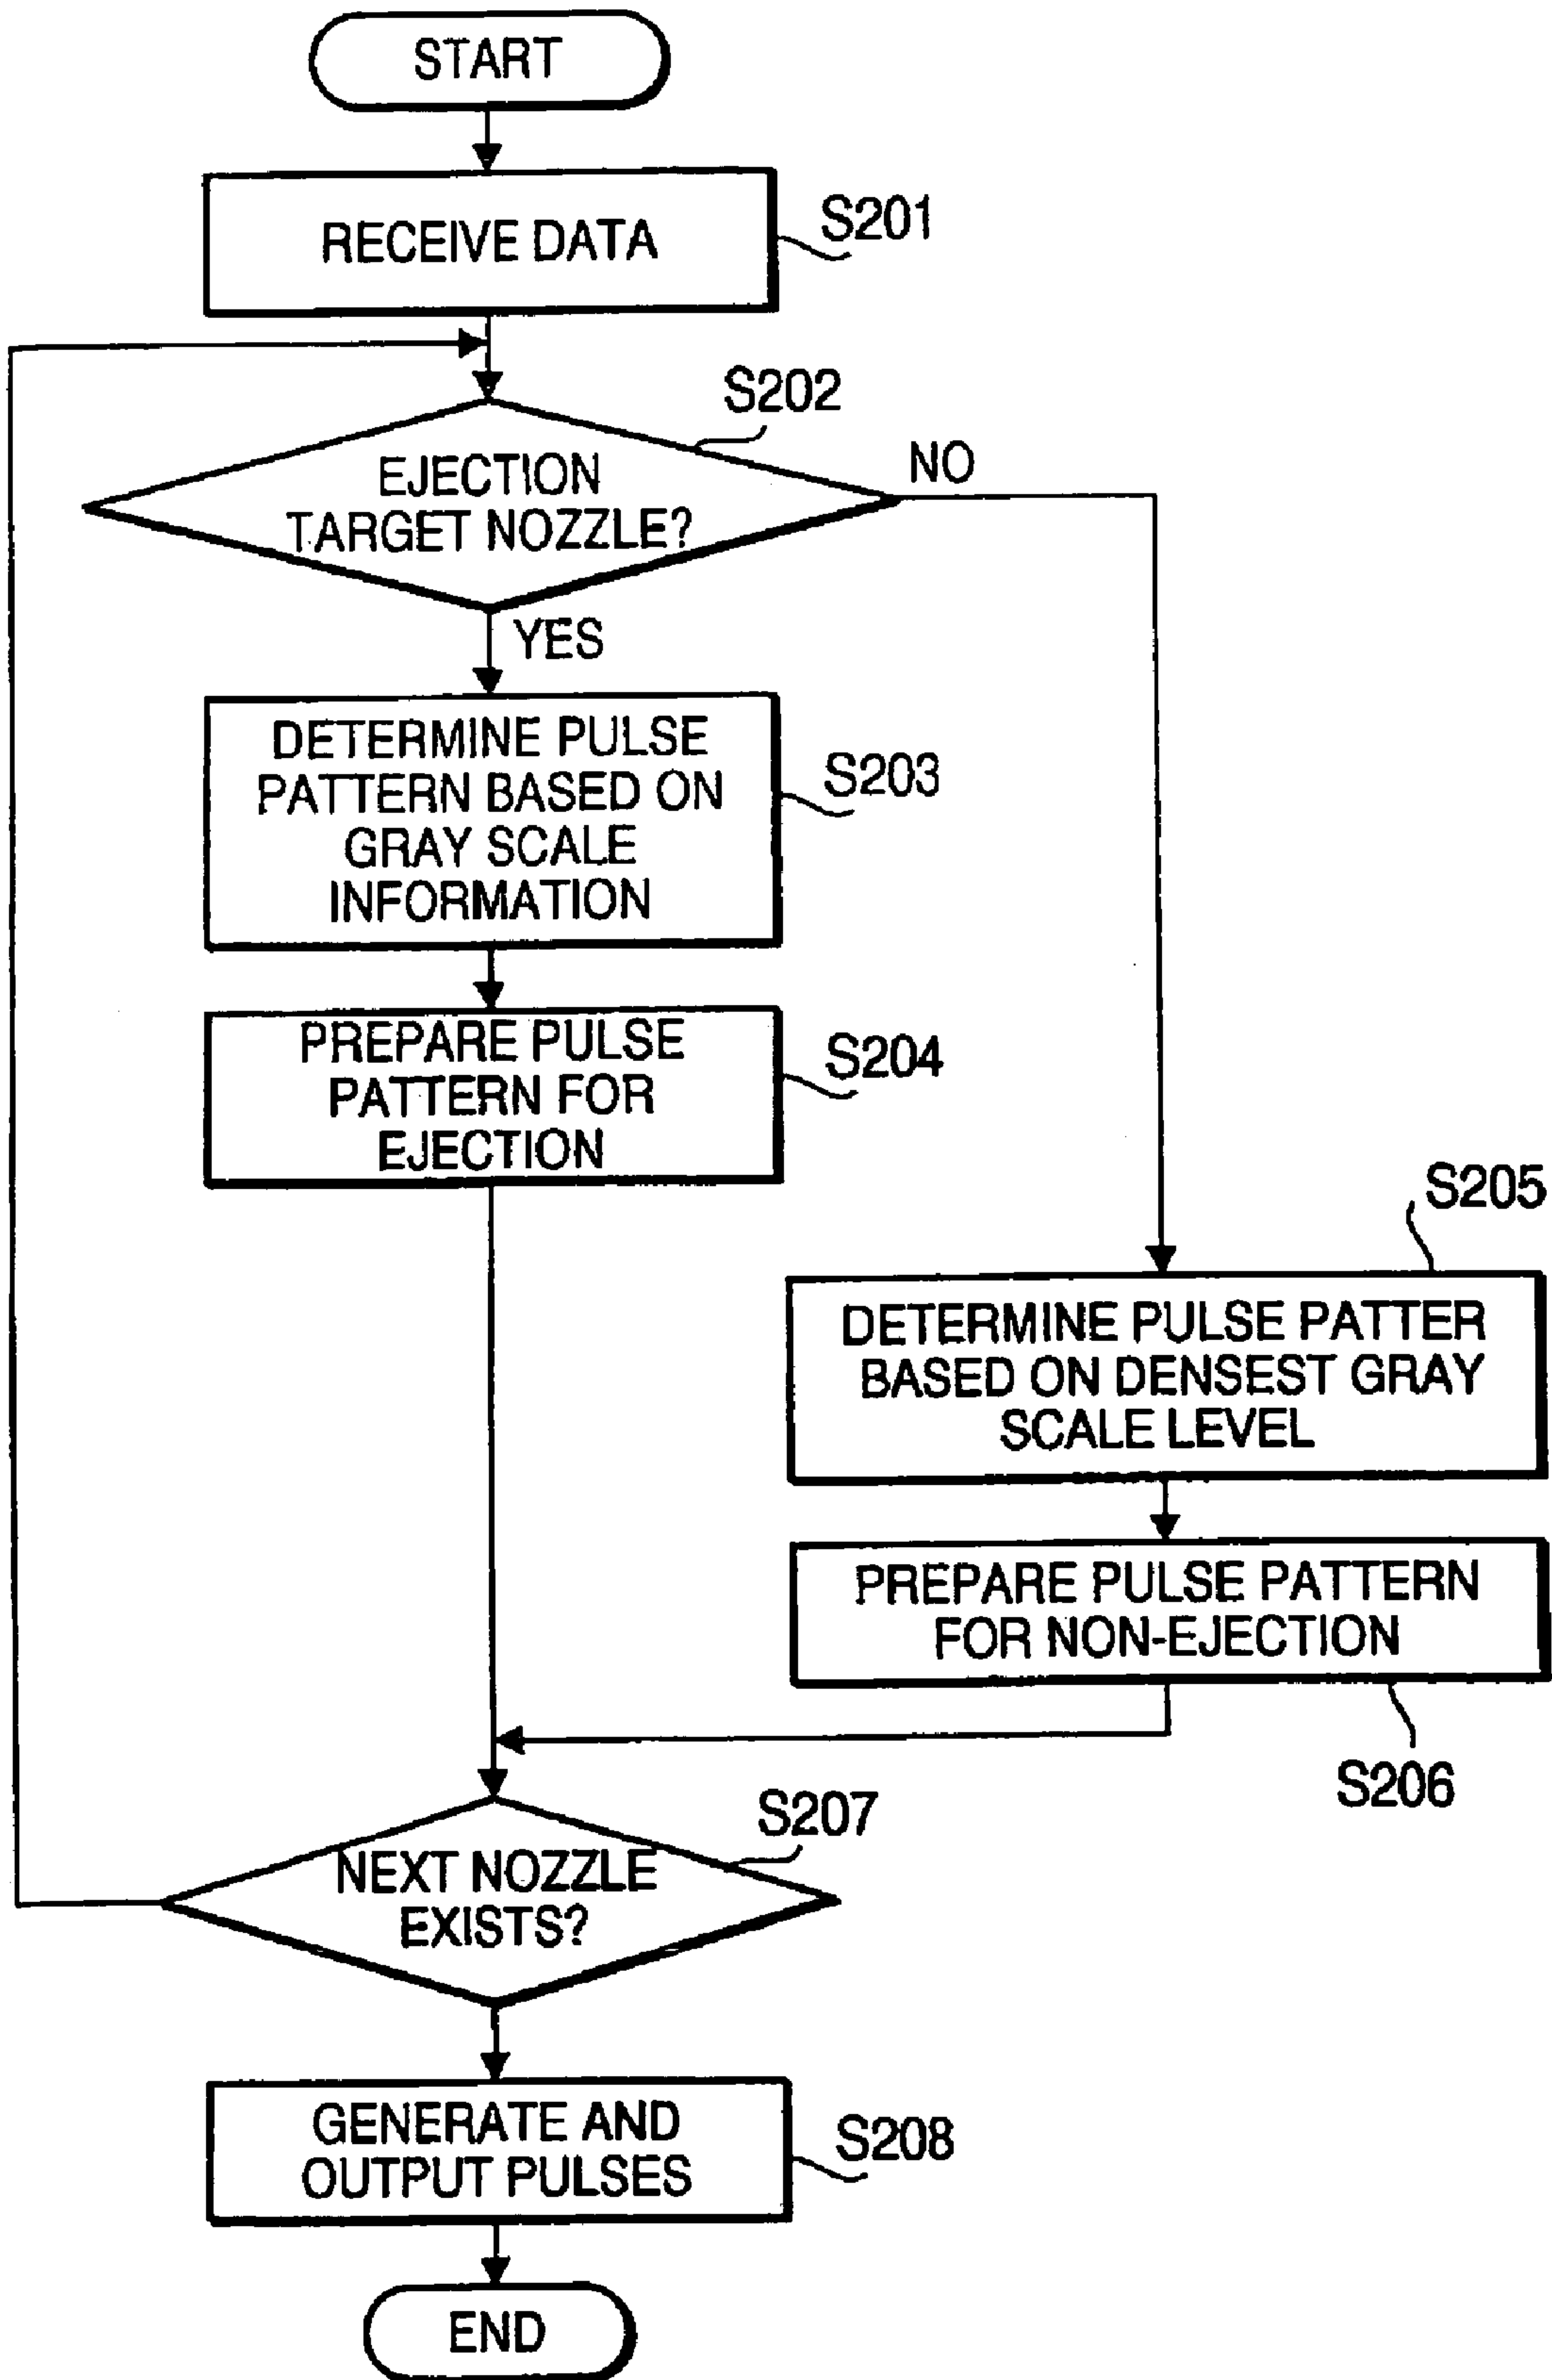 START
RECEIVE DATA
S201
S202
EJECTION
TARGET NOZZLE?
NO
YES
DETERMINE PULSE
PATTERN BASED ON
GRAY SCALE
INFORMATION
S203
PREPARE PULSE
PATTERN FOR
EJECTION
S204
S205
DETERMINE PULSE PATTER
BASED ON DENSEST GRAY
SCALE LEVEL
PREPARE PULSE PATTERN
FOR NON-EJECTION
S206
S207
NEXT NOZZLE
EXISTS?
GENERATE AND
OUTPUT PULSES
S208
END